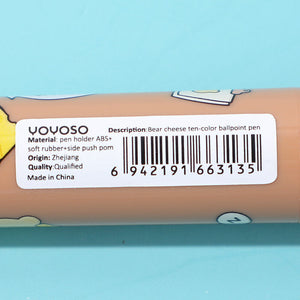 YOYOSO
Material: pen holder ABS+
soft rubber+side push pom
Origin: Zhejiang
Quality:Qualified
Made in China
Description:Bear cheese ten-color ballpoint pen
6 942191 663135